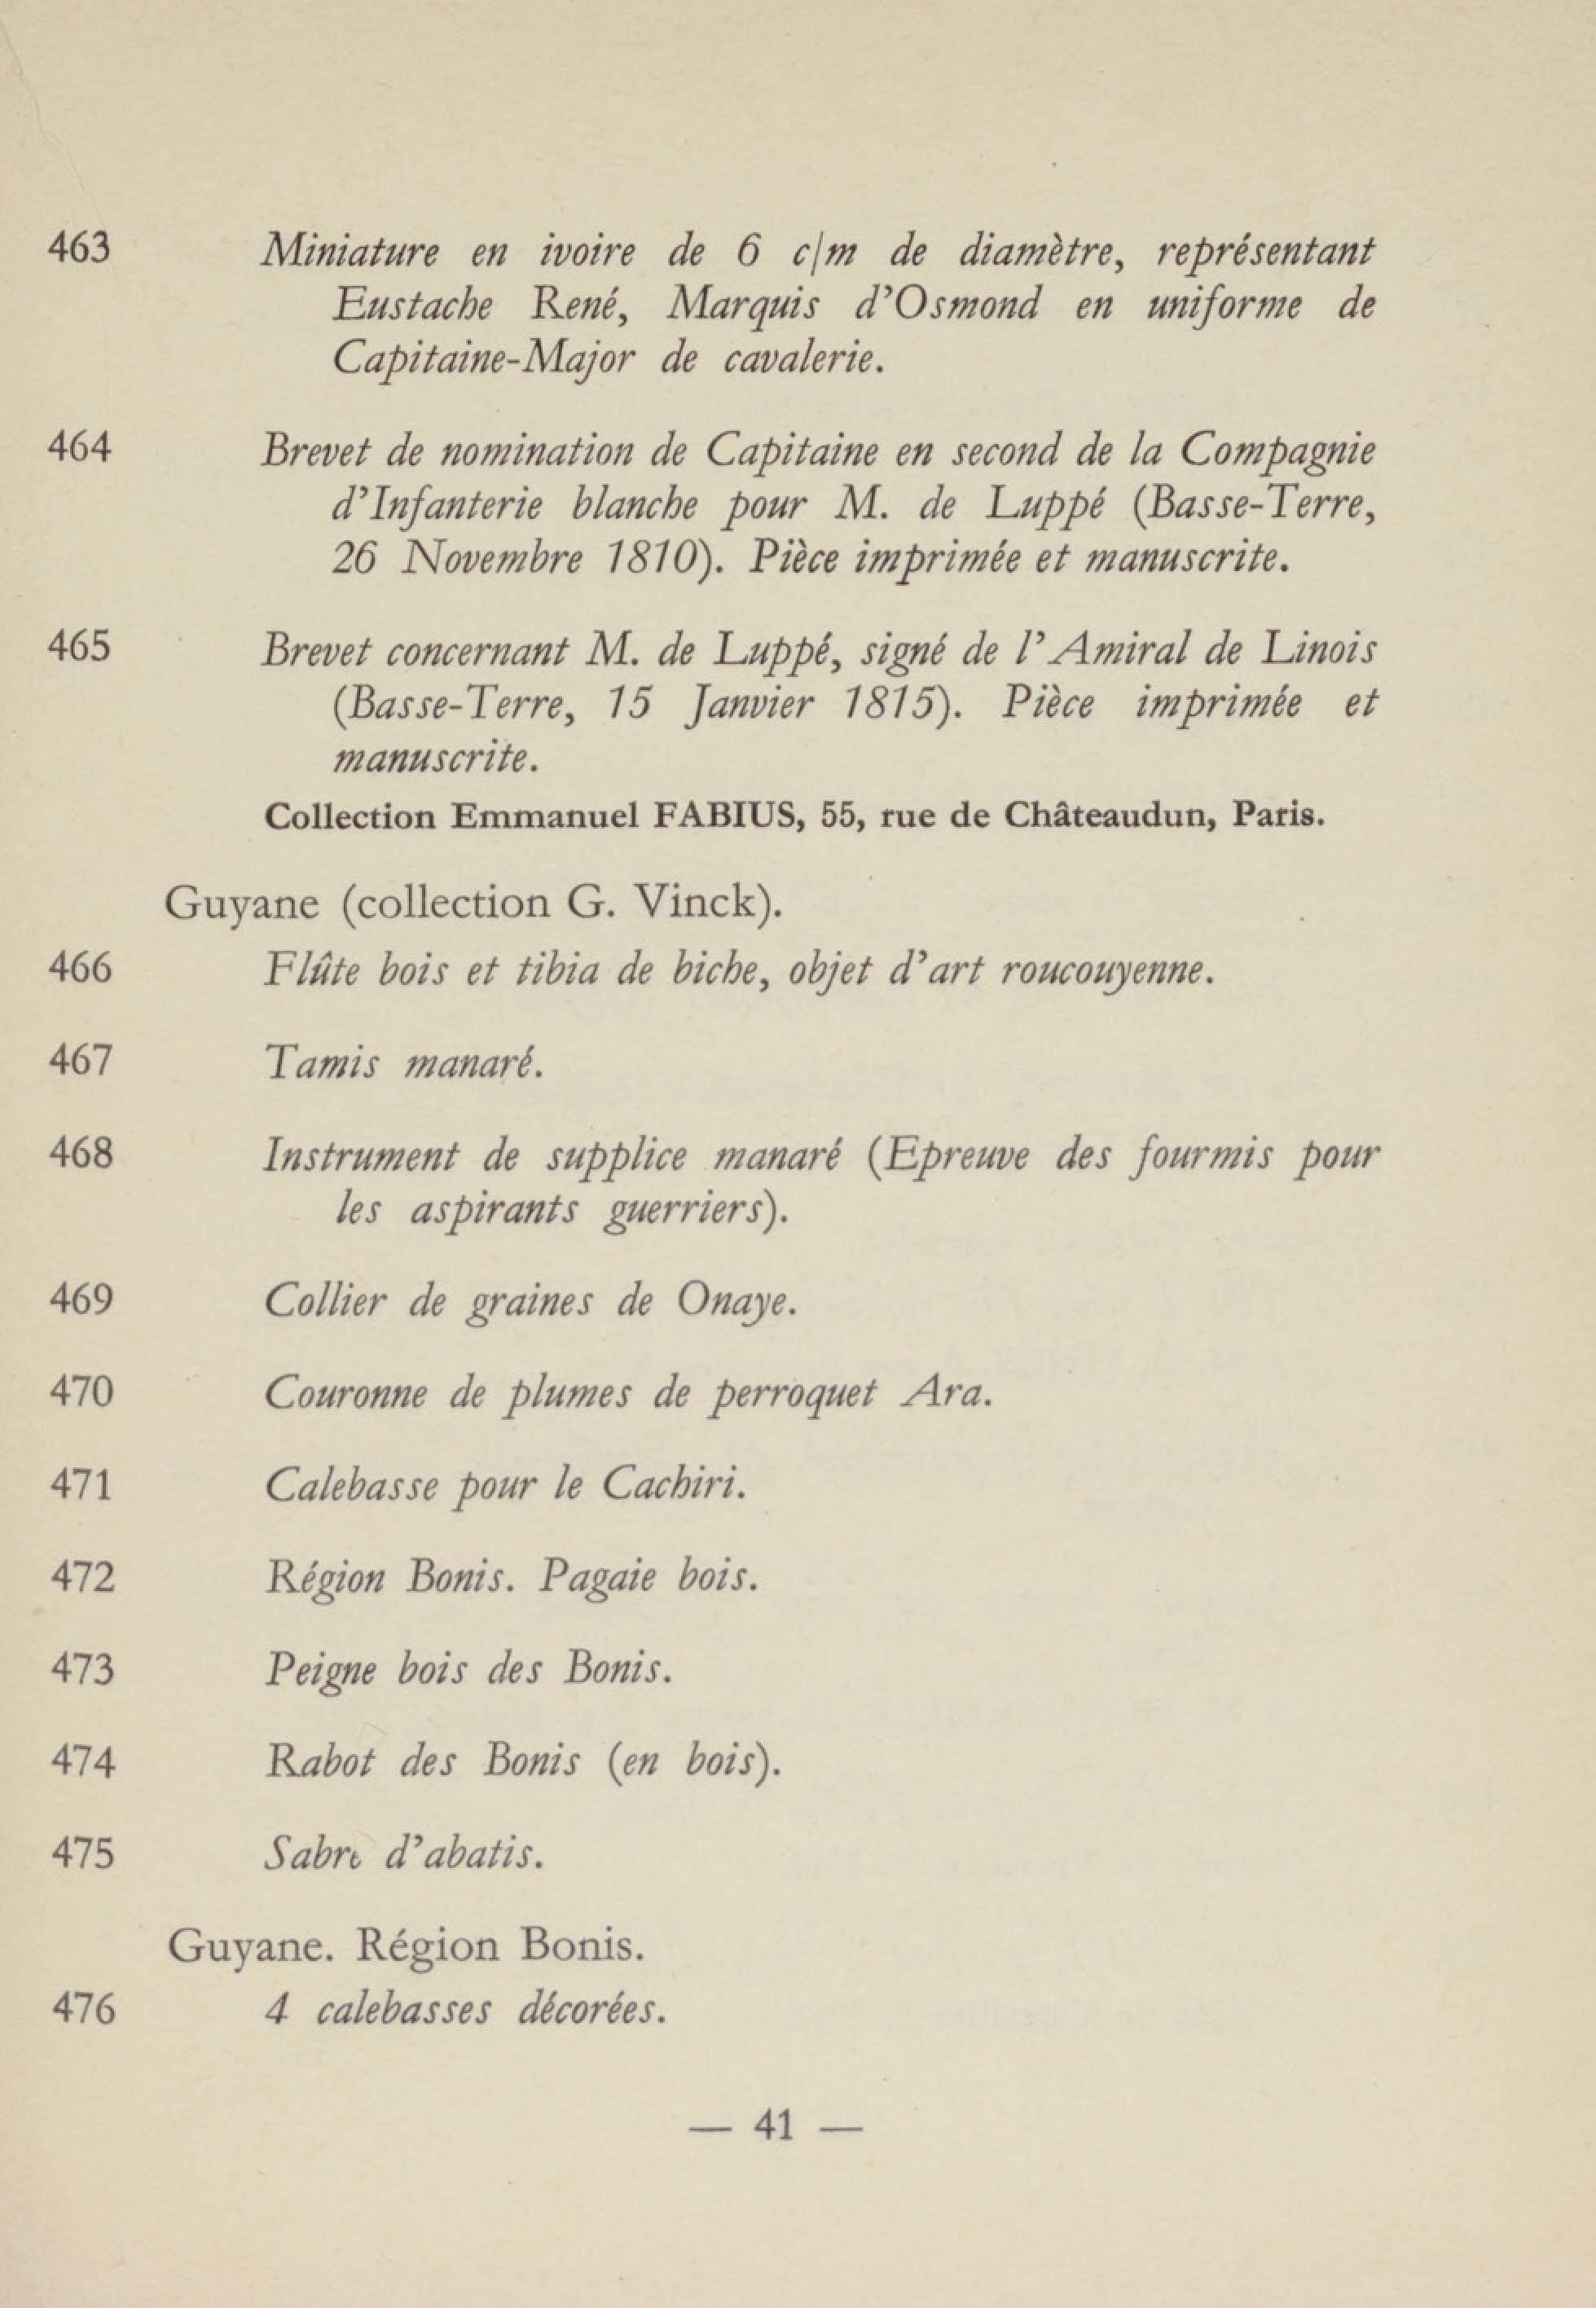 463 Miniature en ivoire de 6 c/m de diamètre, représentant
Eustache René, Marquis d'Osmond en uniforme de
Capitaine-Major de cavalerie.
464 Brevet de nomination de Capitaine en second de la Compagnie
d'Infanterie blanche pour M. de Luppé (Basse-Terre,
26 Novembre 1810). Pièce imprimée et manuscrite.
465 Brevet concernant M. de Luppé, signé de l'Amiral de Linois
(Basse-Terre, 15 Janvier 1815). Pièce imprimée et
manuscrite.
Collection Emmanuel FABIUS, 55, rue de Châteaudun, Paris.
Guyane (collection G. Vinck).
466 Flûte bois et tibia de biche, objet d'art roucouyenne.
467 Tamis manaré.
468 Instrument de supplice manaré (Epreuve des fourmis pour
les aspirants guerriers).
469 Collier de graines de Onaye.
470 Couronne de plumes de perroquet Ara.
471 Calebasse pour le Cachiri.
472 Région Bonis. Pagaie bois.
473 Peigne bois des Bonis.
474 Rabot des Bonis (en bois).
475 Sabre d'abatis.
Guyane. Région Bonis.
476 4 calebasses décorées.
— 41 —